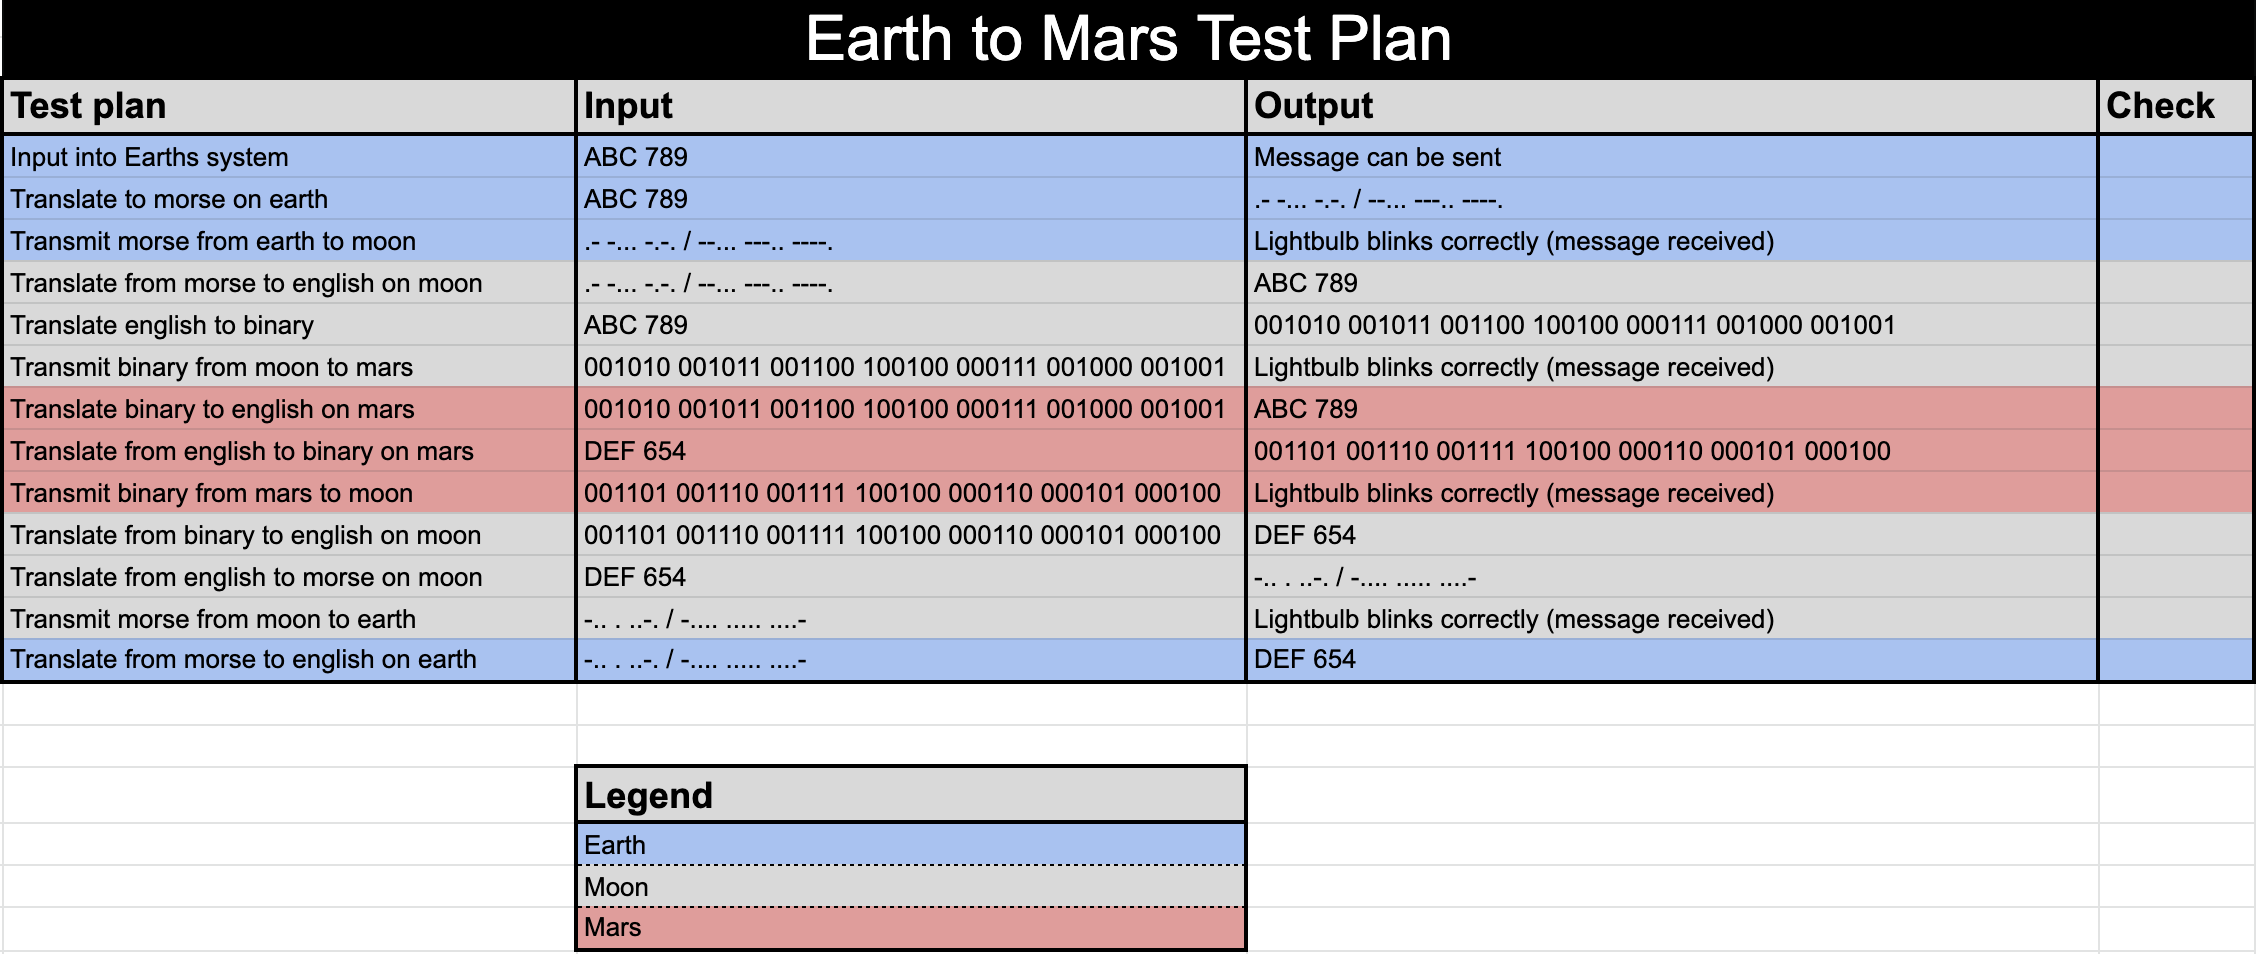 Earth to Mars Test Plan
Test plan Input Output Check
Input into Earths system ABC 789 Message can be sent
Translate to morse on earth ABC 789 .- -... -.-. / --... ---.. ----.
Transmit morse from earth to moon .- -... -.-. / --... ---.. ----. Lightbulb blinks correctly (message received)
Translate from morse to english on moon .- -... -.-. / --... ---.. ----. ABC 789
Translate english to binary ABC 789 001010 001011 001100 100100 000111 001000 001001
Transmit binary from moon to mars 001010 001011 001100 100100 000111 001000 001001 Lightbulb blinks correctly (message received)
Translate binary to english on mars 001010 001011 001100 100100 000111 001000 001001 ABC 789
Translate from english to binary on mars DEF 654 001101 001110 001111 100100 000110 000101 000100
Transmit binary from mars to moon 001101 001110 001111 100100 000110 000101 000100 Lightbulb blinks correctly (message received)
Translate from binary to english on moon 001101 001110 001111 100100 000110 000101 000100 DEF 654
Translate from english to morse on moon DEF 654 -.. . ..-. / -.... ..... ....-
Transmit morse from moon to earth -.. . ..-. / -.... ..... ....- Lightbulb blinks correctly (message received)
Translate from morse to english on earth -.. . ..-. / -.... ..... ....- DEF 654
Legend
Earth
Moon
Mars